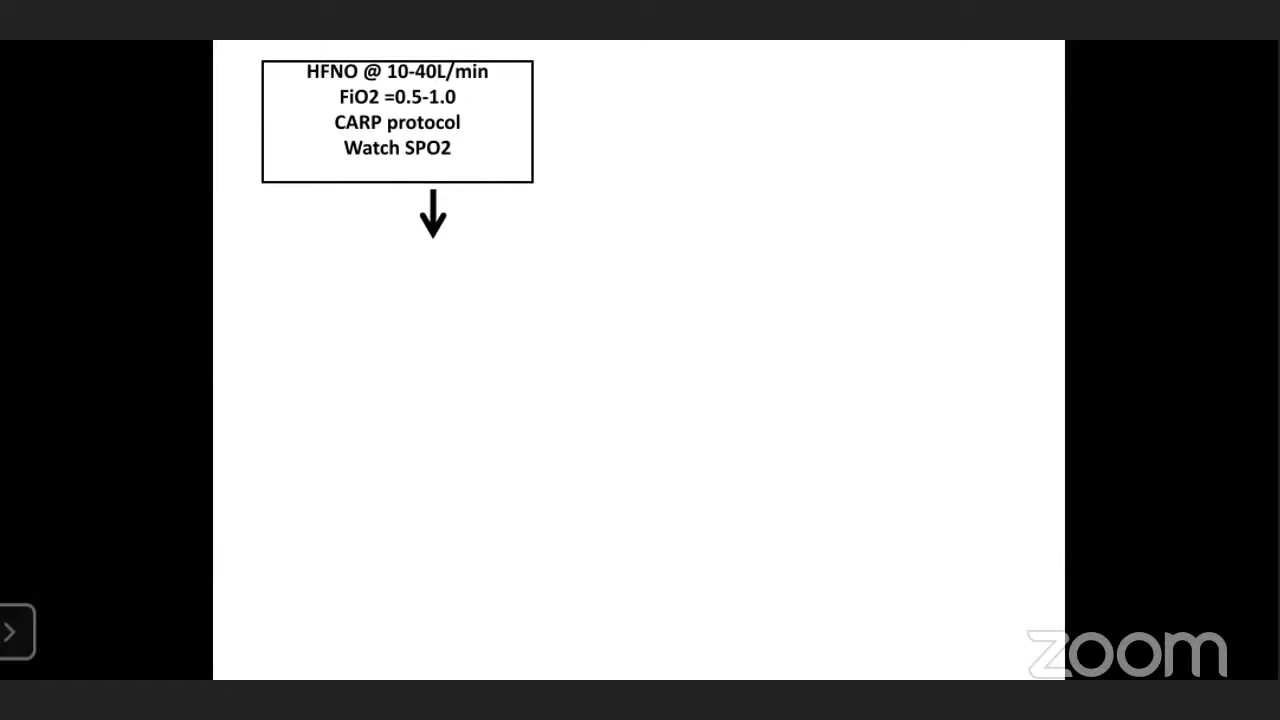 HFNO @ 10-40L/min
FiO2 =0.5-1.0
CARP protocol
Watch SPO2
zoom